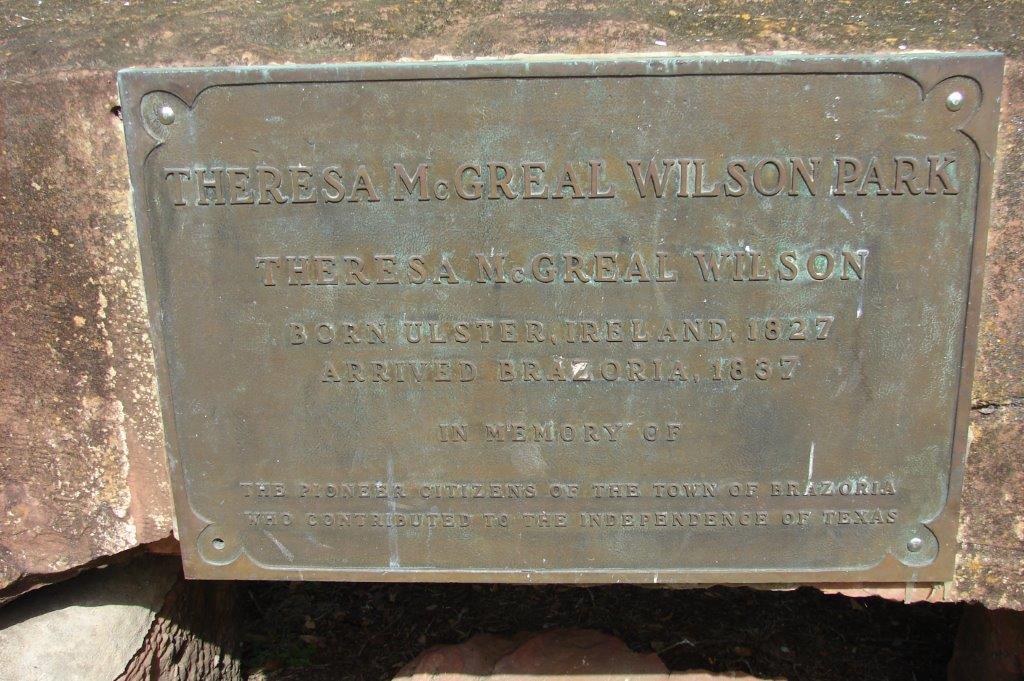 THERESA McGREAL WILSON PARK
THERESA McGREAL WILSON
BORN ULSTER, IRELAND, 1827
ARRIVED BRAZORIA, 1837
IN MEMORY OF
THE PIONEER CITIZENS OF THE TOWN OF BRAZORIA
WHO CONTRIBUTED TO THE INDEPENDENCE OF TEXAS